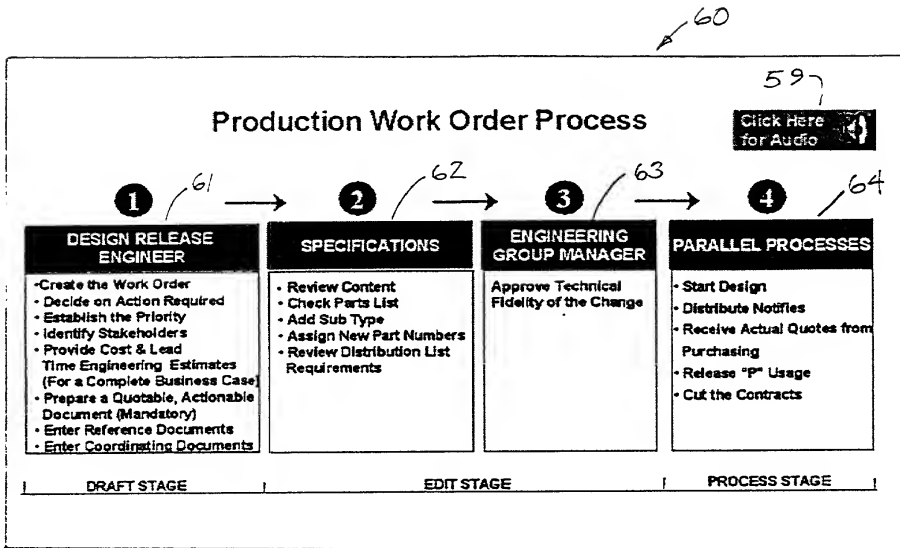 60
59
Production Work Order Process
Click Here
for Audio
1
61
2
62
3
63
4
64
DESIGN RELEASE
ENGINEER
•Create the Work Order
• Decide on Action Required
• Establish the Priority
• Identify Stakeholders
• Provide Cost & Lead
Time Engineering Estimates
(For a Complete Business Case)
• Prepare a Quotable, Actionable
Document (Mandatory)
• Enter Reference Documents
• Enter Coordinating Documents
SPECIFICATIONS
• Review Content
• Check Parts List
• Add Sub Type
• Assign New Part Numbers
• Review Distribution List
Requirements
ENGINEERING
GROUP MANAGER
Approve Technical
Fidelity of the Change
PARALLEL PROCESSES
• Start Design
• Distribute Notifies
• Receive Actual Quotes from
Purchasing
• Release "P" Usage
• Cut the Contracts
DRAFT STAGE
EDIT STAGE
PROCESS STAGE